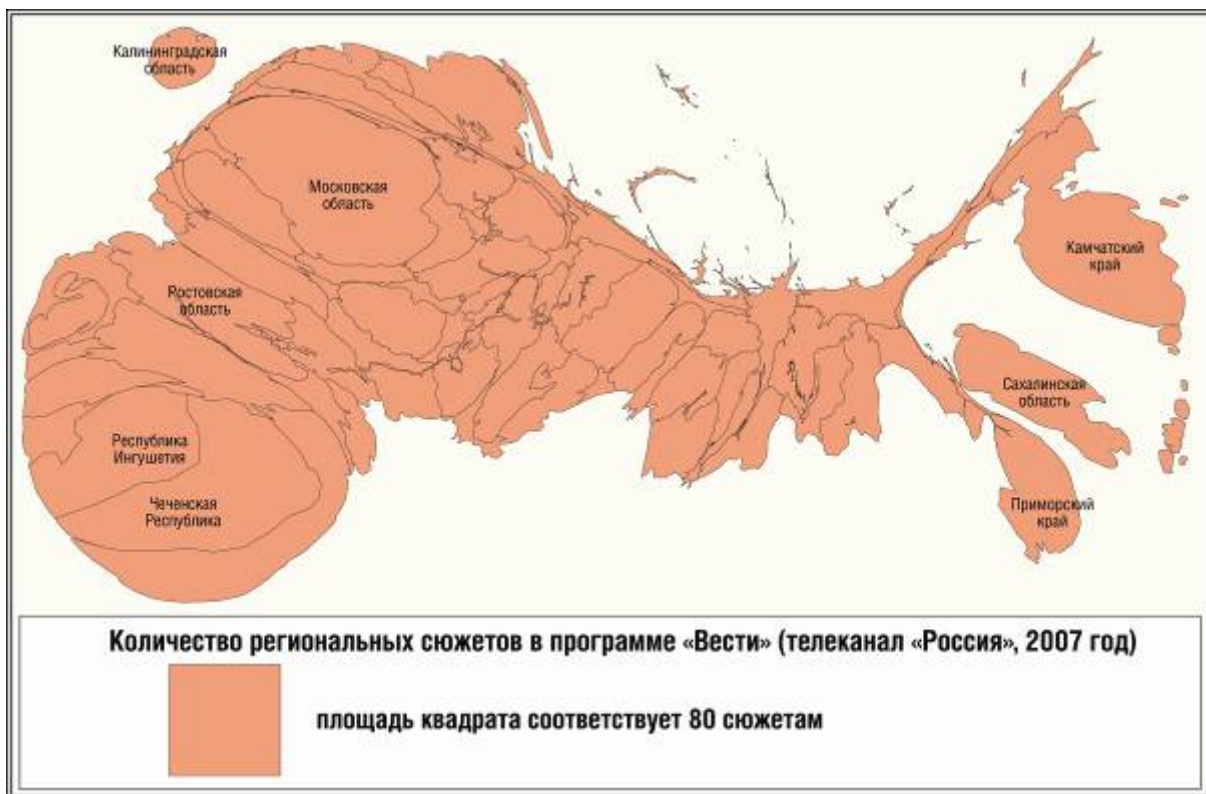 Калининградская
область
Московская
область
Камчатский
край
Ростовская
область
Сахалинская
область
Республика
Ингушетия
Чеченская
Республика
Приморский
край
Количество региональных сюжетов в программе «Вести» (телеканал «Россия», 2007 год)
площадь квадрата соответствует 80 сюжетам